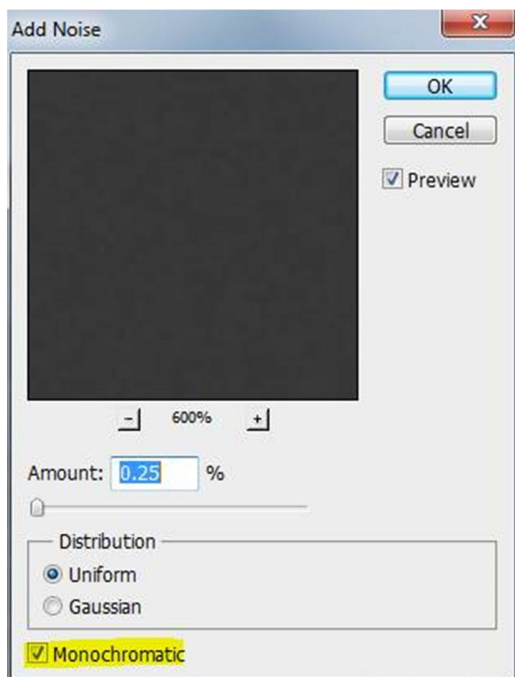 Add Noise
OK
Cancel
Preview
- 600% +
Amount: 0.25 %
Distribution
Uniform
Gaussian
Monochromatic